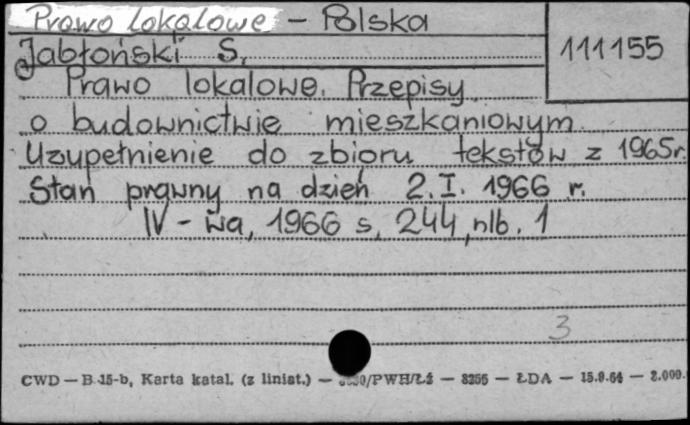 Prawo lokalowe - Polska
111155
Jabłoński S.
Prawo lokalowe. Przepisy
o budownictwie mieszkaniowym.
Uzupełnienie do zbioru tekstów z 1965r.
Stan prawny na dzień 2.I. 1966 r.
W-wa, 1966 s. 244, nlb. 1
3
CWD — B-15-b, Karta katal. (z liniat.) — /PWH/Łź — 8256 — ŁDA — 15.9.64 — 2.000.